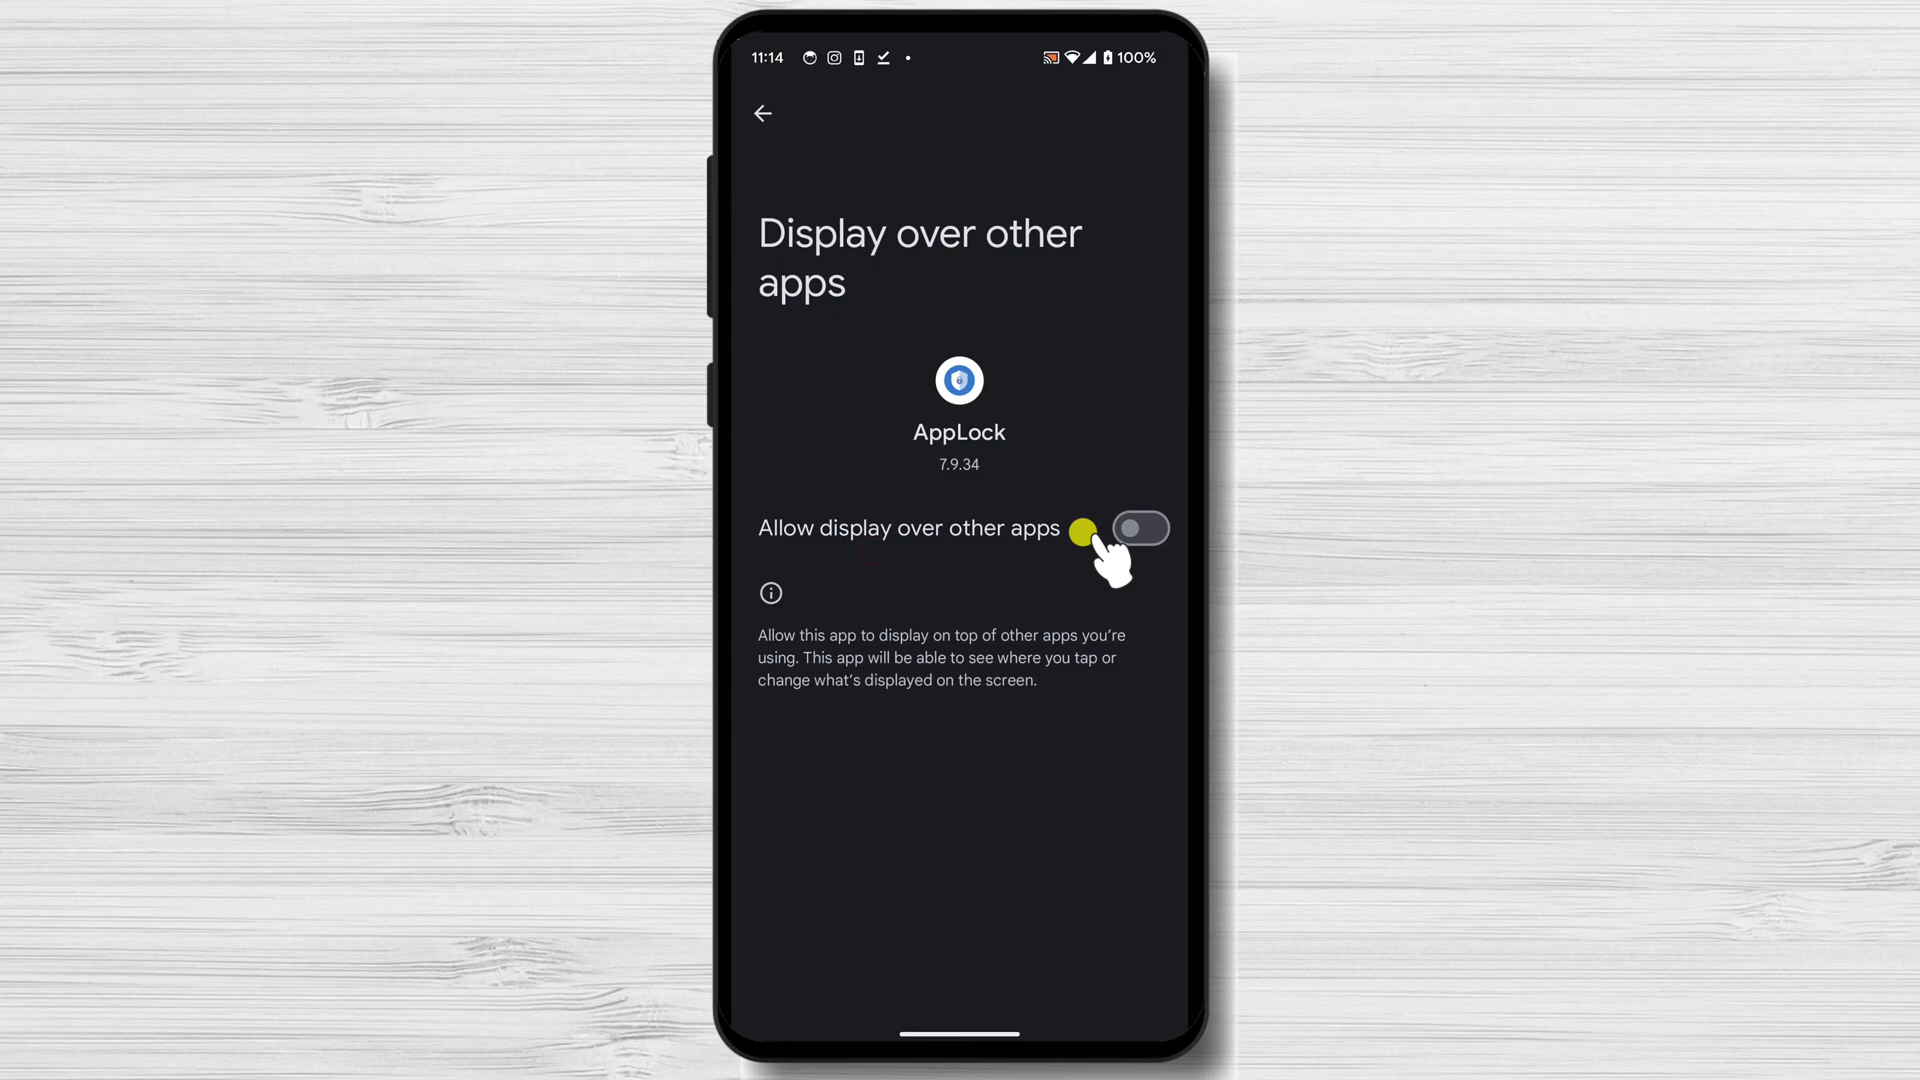 11:14
100%
Display over other
apps
AppLock
7.9.34
Allow display over other apps
Allow this app to display on top of other apps you’re
using. This app will be able to see where you tap or
change what’s displayed on the screen.